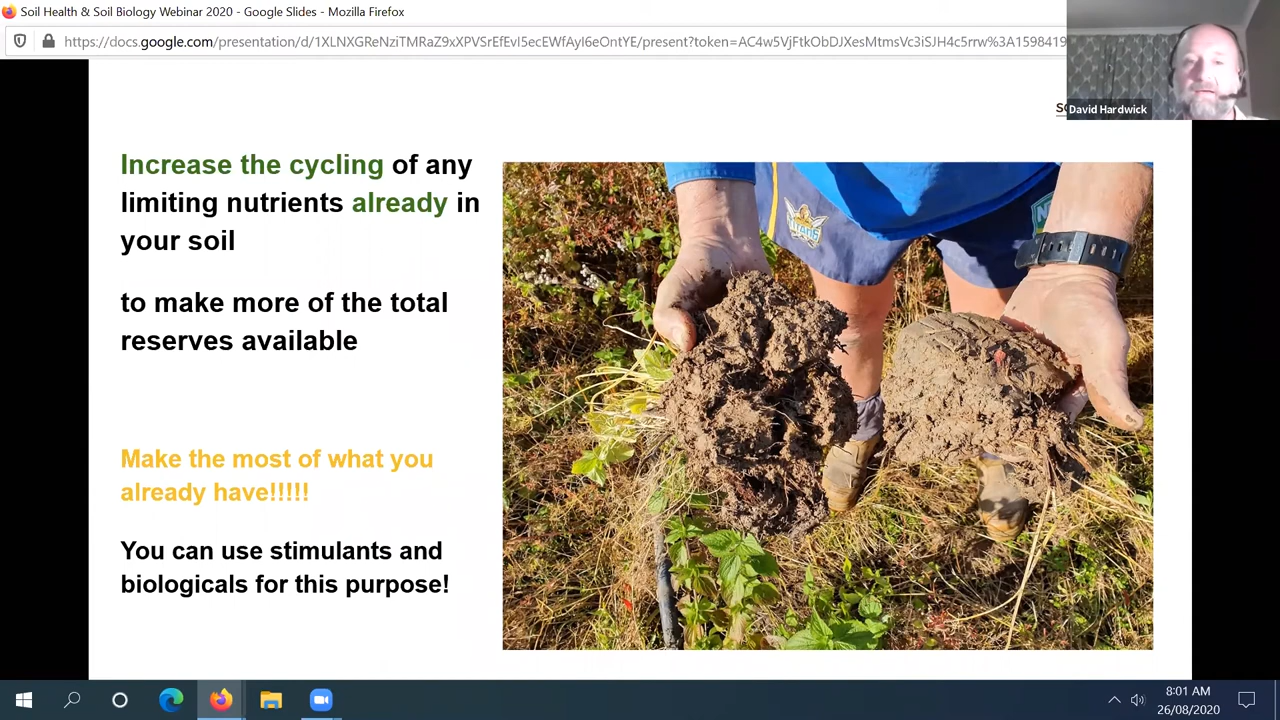 Soil Health & Soil Biology Webinar 2020 - Google Slides - Mozilla Firefox
https://docs.google.com/presentation/d/1XLNXGReNziTMRaZ9xXPVSrEfEvI5ecEWfAyI6eOntYE/present?token=AC4w5VjFtkObDJXesMtmsVc3iSJH4c5rrw%3A1598419
David Hardwick
Increase the cycling of any
limiting nutrients already in
your soil
to make more of the total
reserves available
Make the most of what you
already have!!!!!
You can use stimulants and
biologicals for this purpose!
TITANS
8:01 AM
26/08/2020